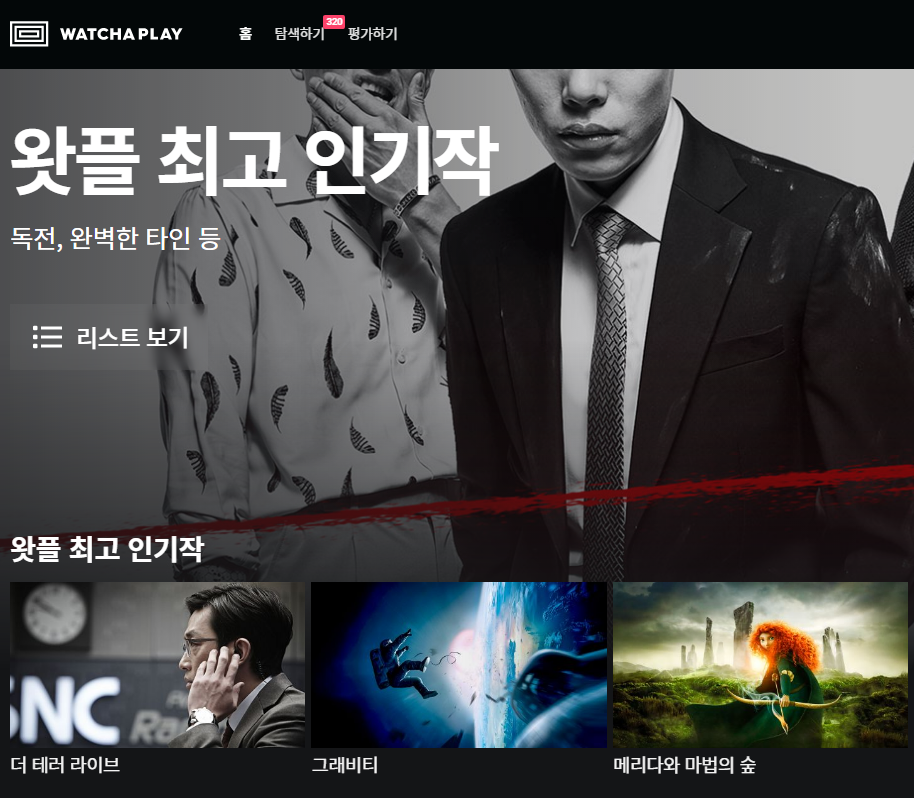 WATCHA PLAY
홈
탐색하기
320
평가하기
왓플 최고 인기작
독전, 완벽한 타인 등
리스트 보기
왓플 최고 인기작
NC
Ra
더 테러 라이브
그래비티
메리다와 마법의 숲